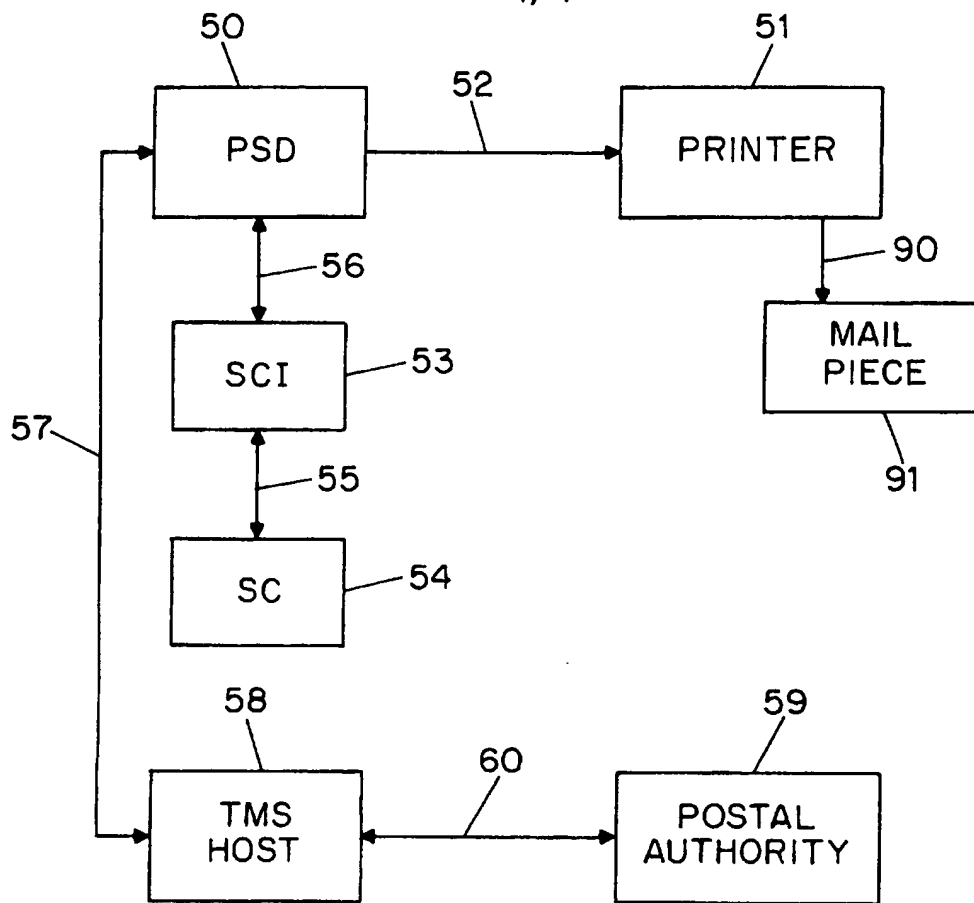 50
51
52
PSD
PRINTER
56
90
SCI
53
MAIL
PIECE
57
55
91
SC
54
58
59
60
TMS
HOST
POSTAL
AUTHORITY